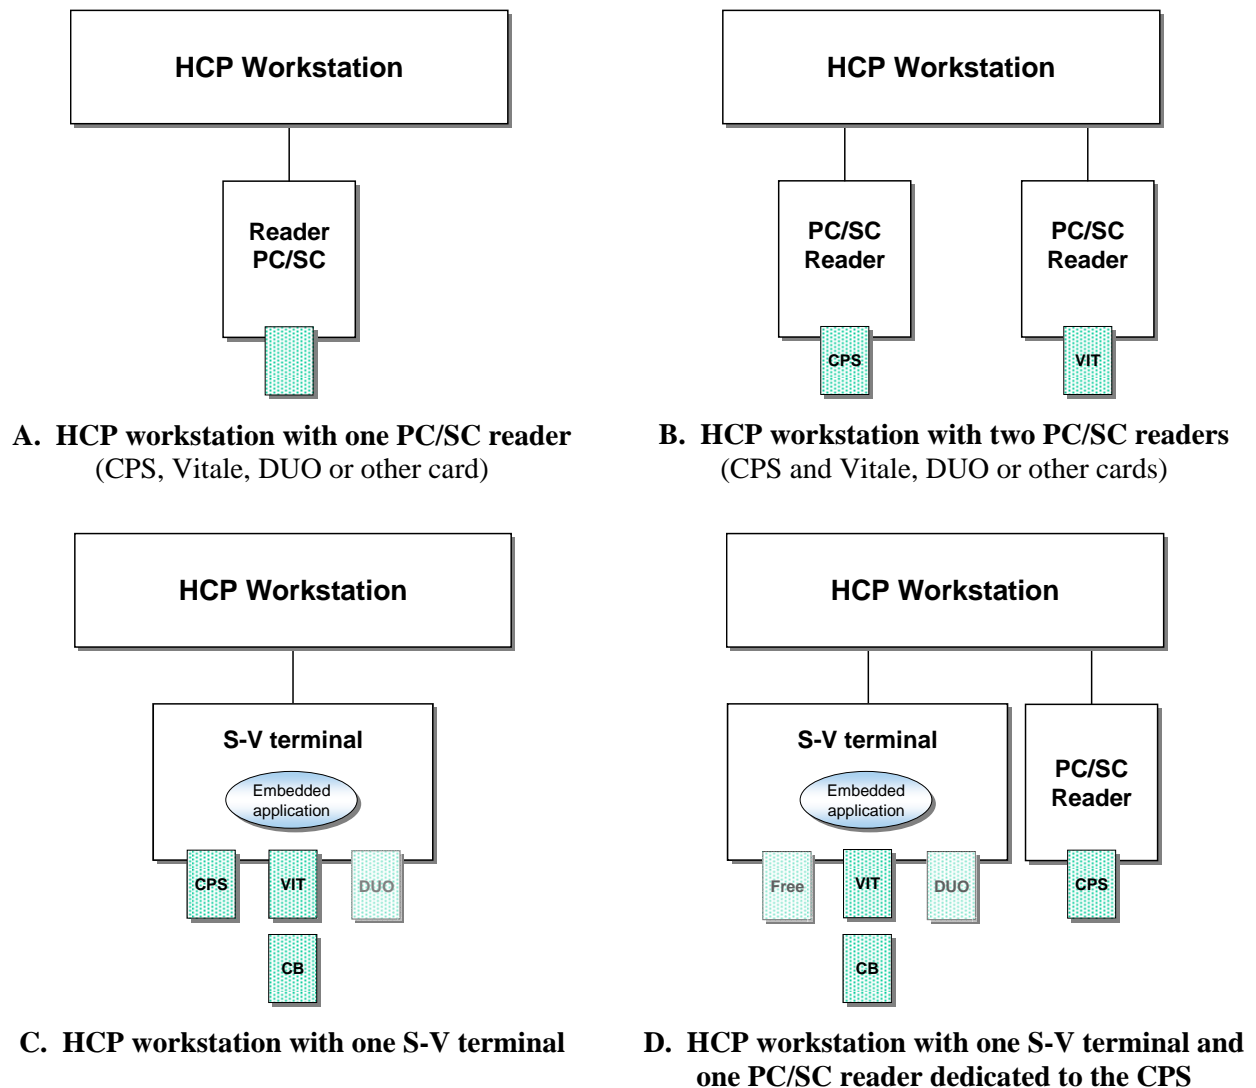 HCP Workstation
Reader
PC/SC
A. HCP workstation with one PC/SC reader
(CPS, Vitale, DUO or other card)
HCP Workstation
PC/SC
Reader
CPS
PC/SC
Reader
VIT
B. HCP workstation with two PC/SC readers
(CPS and Vitale, DUO or other cards)
HCP Workstation
S-V terminal
Embedded
application
CPS
VIT
DUO
CB
C. HCP workstation with one S-V terminal
HCP Workstation
S-V terminal
Embedded
application
Free
VIT
DUO
CB
PC/SC
Reader
CPS
D. HCP workstation with one S-V terminal and
one PC/SC reader dedicated to the CPS